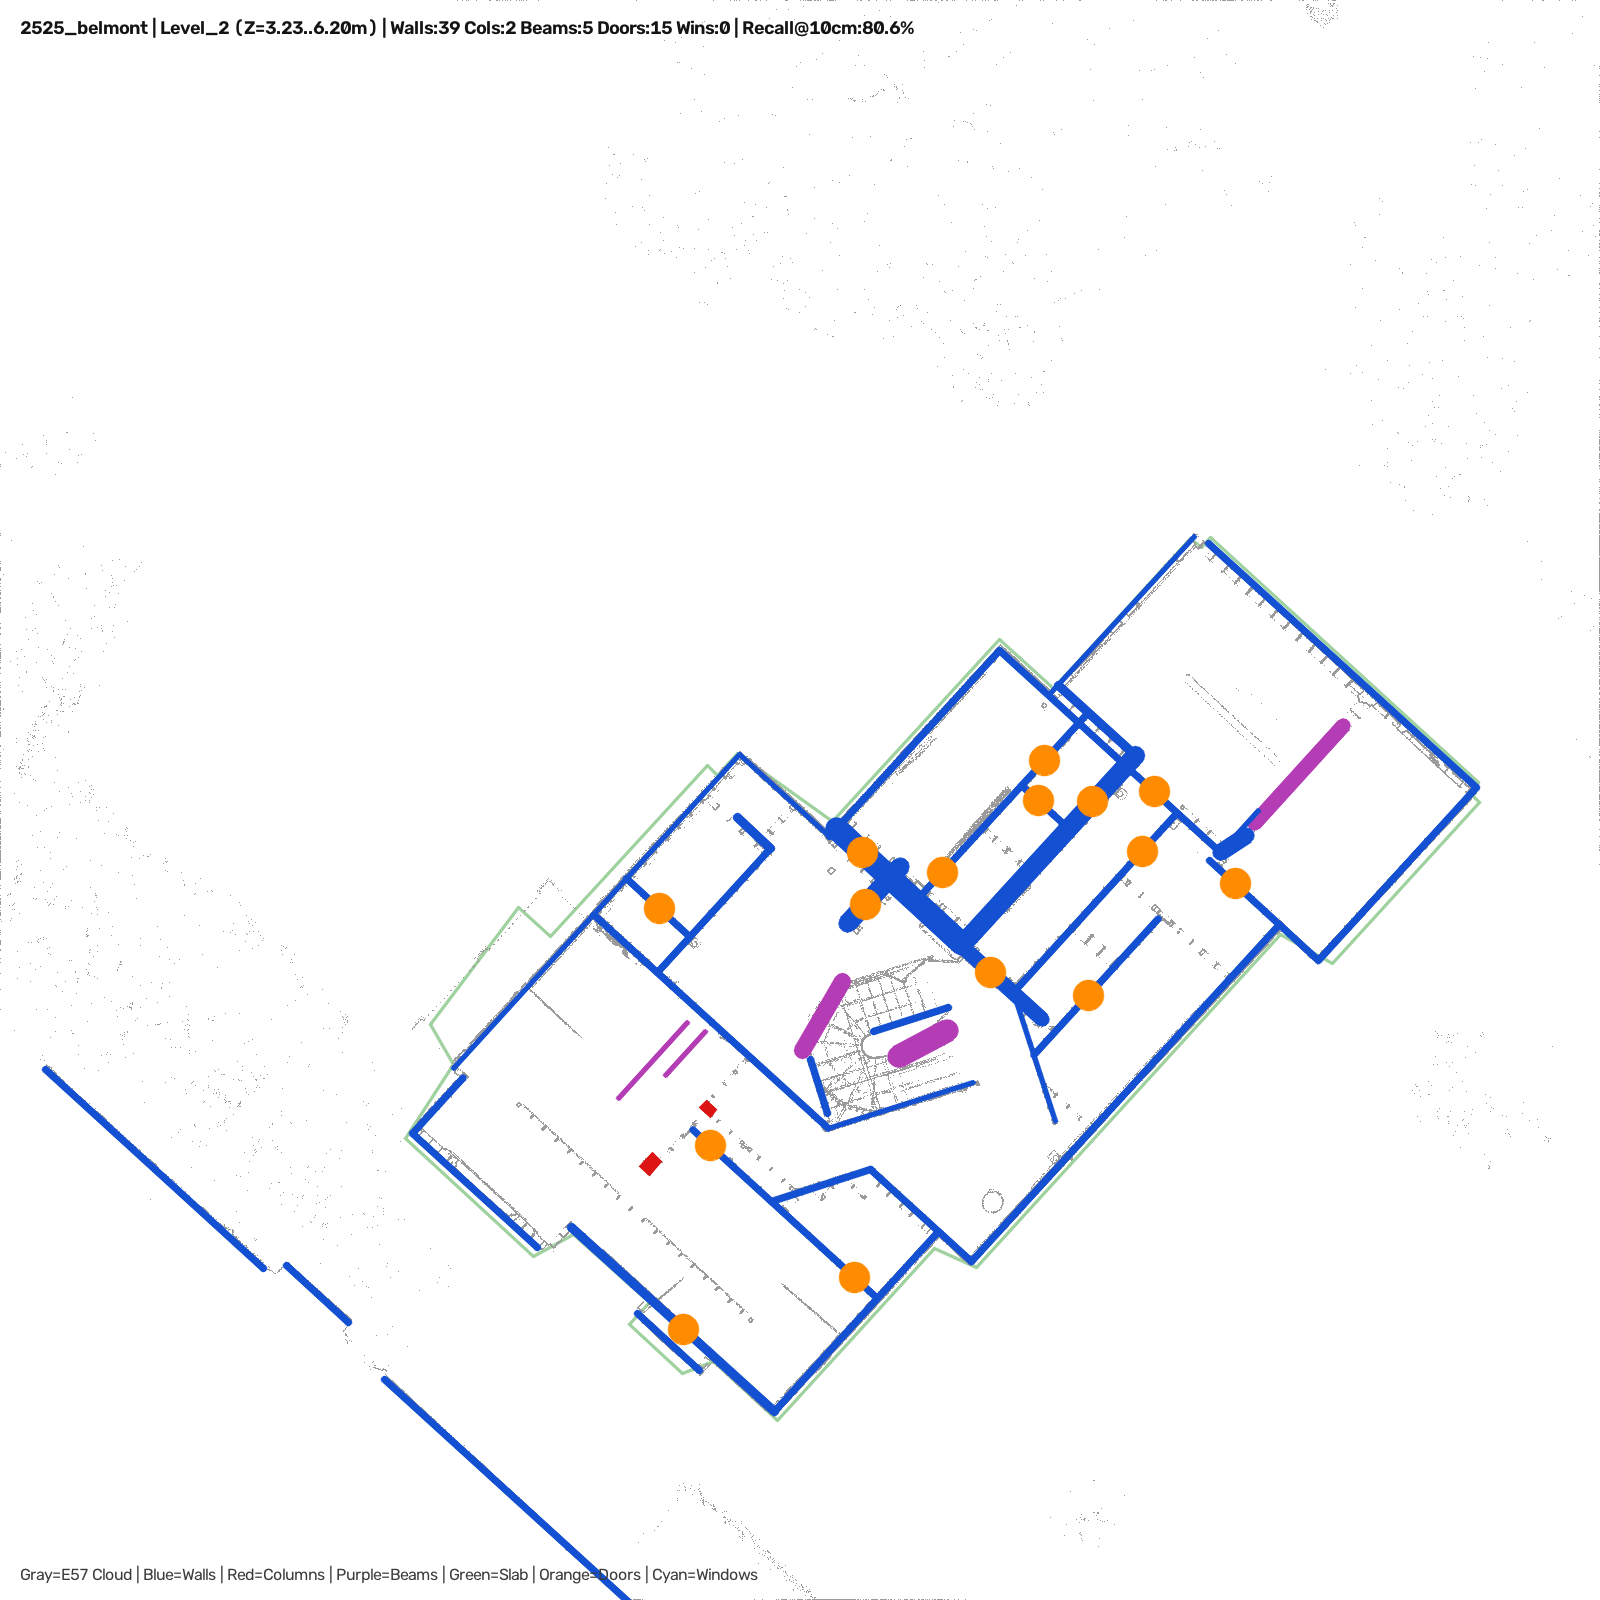 2525_belmont | Level_2 (Z=3.23..6.20m) | Walls:39 Cols:2 Beams:5 Doors:15 Wins:0 | Recall@10cm:80.6%
Gray=E57 Cloud | Blue=Walls | Red=Columns | Purple=Beams | Green=Slab | Orange=Doors | Cyan=Windows